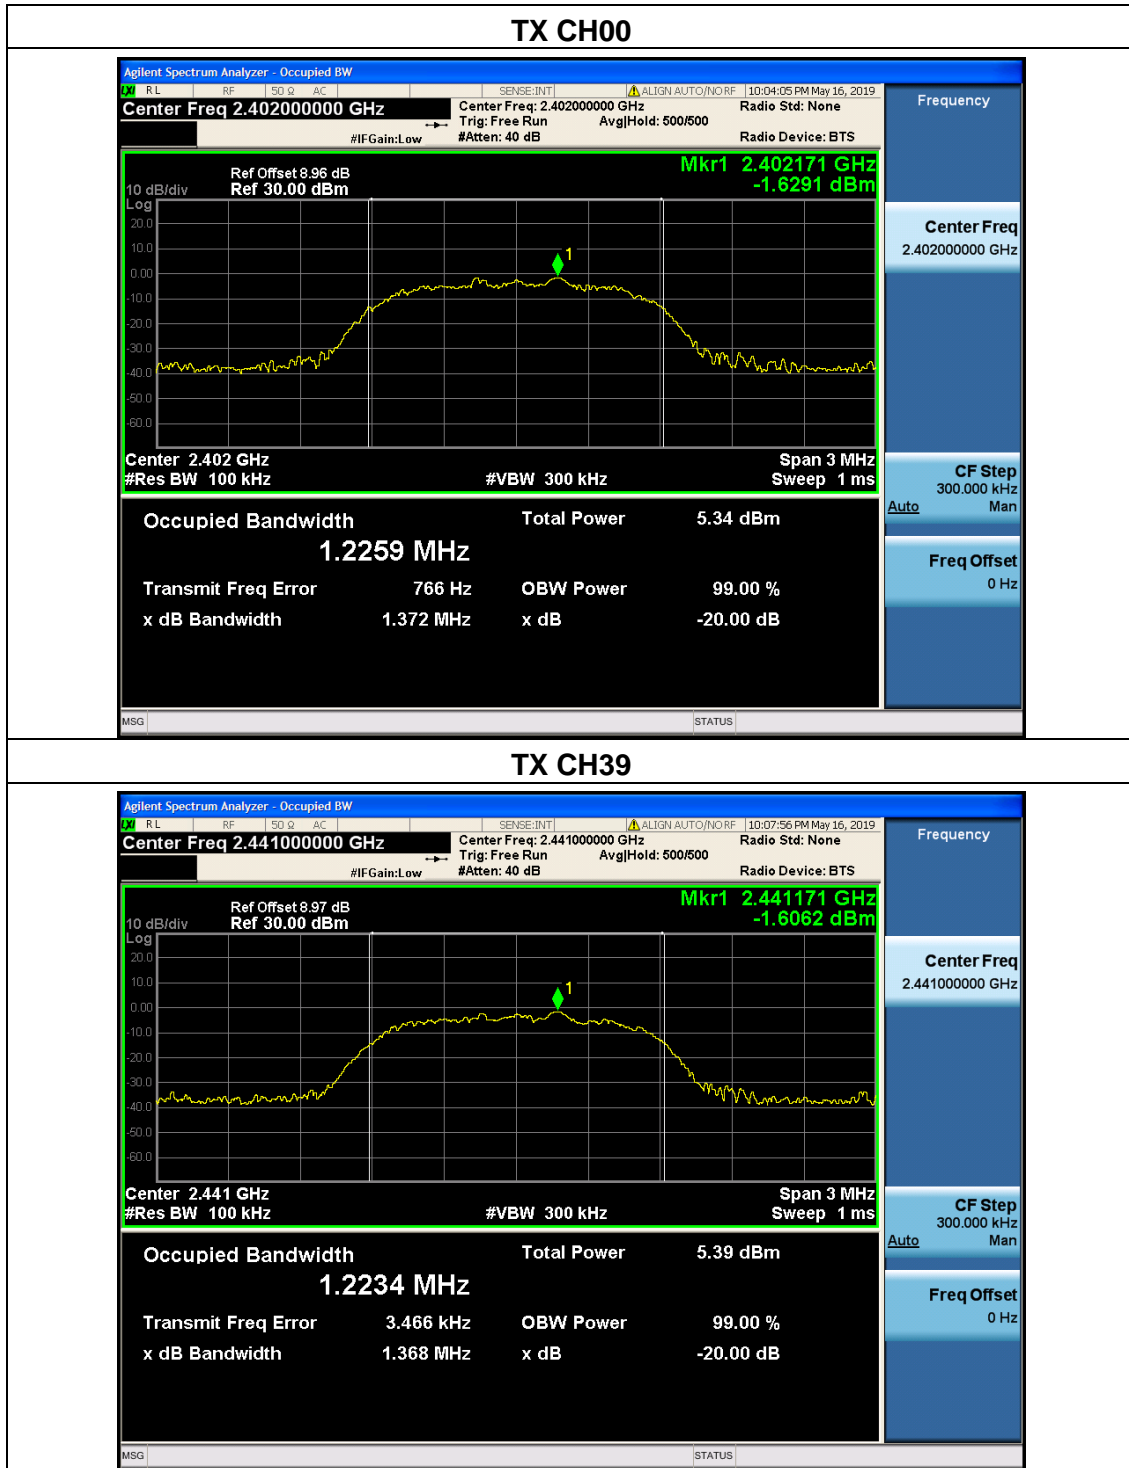 TX CH00
Agilent Spectrum Analyzer - Occupied BW
LXI RL RF 50 Ω AC SENSE:INT ALIGN AUTO/NO RF 10:04:05 PM May 16, 2019
Center Freq 2.402000000 GHz
Center Freq: 2.402000000 GHz Radio Std: None
Trig: Free Run Avg|Hold: 500/500
#IFGain:Low #Atten: 40 dB Radio Device: BTS
Frequency
Mkr1 2.402171 GHz
-1.6291 dBm
Ref Offset 8.96 dB
10 dB/div Ref 30.00 dBm
Log
20.0
10.0
0.00
-10.0
-20.0
-30.0
-40.0
-50.0
-60.0
1
Center 2.402 GHz Span 3 MHz
#Res BW 100 kHz #VBW 300 kHz Sweep 1 ms
Center Freq
2.402000000 GHz
CF Step
300.000 kHz
Auto Man
Freq Offset
0 Hz
Occupied Bandwidth Total Power 5.34 dBm
1.2259 MHz
Transmit Freq Error 766 Hz OBW Power 99.00 %
x dB Bandwidth 1.372 MHz x dB -20.00 dB
MSG STATUS
TX CH39
Agilent Spectrum Analyzer - Occupied BW
LXI RL RF 50 Ω AC SENSE:INT ALIGN AUTO/NO RF 10:07:56 PM May 16, 2019
Center Freq 2.441000000 GHz
Center Freq: 2.441000000 GHz Radio Std: None
Trig: Free Run Avg|Hold: 500/500
#IFGain:Low #Atten: 40 dB Radio Device: BTS
Frequency
Mkr1 2.441171 GHz
-1.6062 dBm
Ref Offset 8.97 dB
10 dB/div Ref 30.00 dBm
Log
20.0
10.0
0.00
-10.0
-20.0
-30.0
-40.0
-50.0
-60.0
1
Center 2.441 GHz Span 3 MHz
#Res BW 100 kHz #VBW 300 kHz Sweep 1 ms
Center Freq
2.441000000 GHz
CF Step
300.000 kHz
Auto Man
Freq Offset
0 Hz
Occupied Bandwidth Total Power 5.39 dBm
1.2234 MHz
Transmit Freq Error 3.466 kHz OBW Power 99.00 %
x dB Bandwidth 1.368 MHz x dB -20.00 dB
MSG STATUS